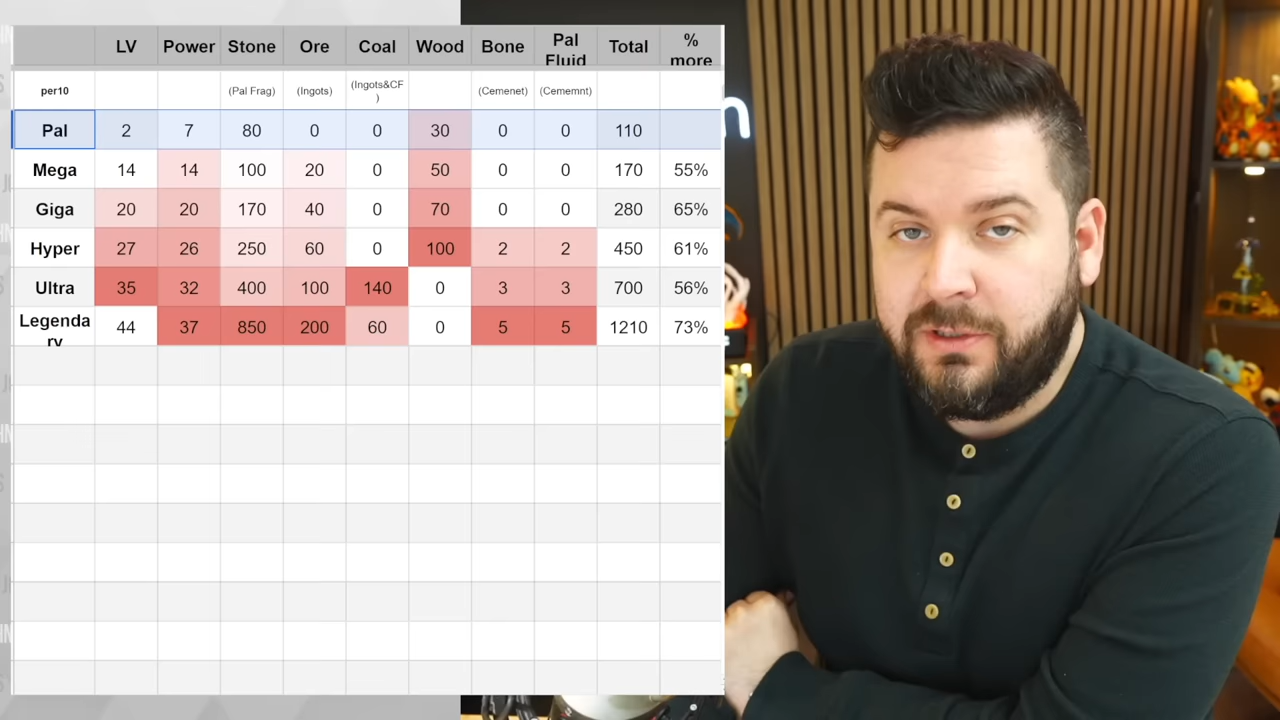 LV Power Stone Ore Coal Wood Bone Pal Fluid Total % more
per10 (Pal Frag) (Ingots) (Ingots&CF) (Cemenet) (Cememnt)
Pal 2 7 80 0 0 30 0 0 110
Mega 14 14 100 20 0 50 0 0 170 55%
Giga 20 20 170 40 0 70 0 0 280 65%
Hyper 27 26 250 60 0 100 2 2 450 61%
Ultra 35 32 400 100 140 0 3 3 700 56%
Legendary 44 37 850 200 60 0 5 5 1210 73%